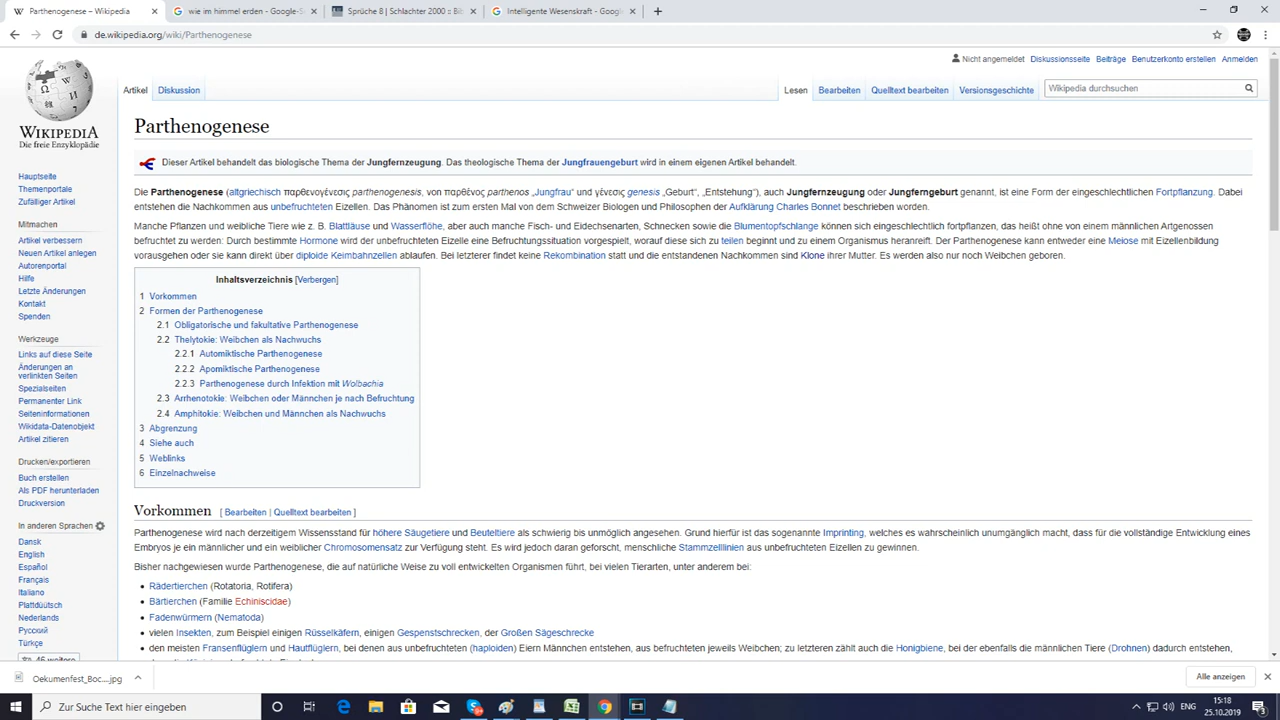 Parthenogenese – Wikipedia
wie im himmel erden - Google-S
Sprüche 8 | Schlachter 2000 :: Bib
Intelligente Wesenskraft - Google-
de.wikipedia.org/wiki/Parthenogenese
Nicht angemeldet Diskussionsseite Beiträge Benutzerkonto erstellen Anmelden
Artikel Diskussion Lesen Bearbeiten Quelltext bearbeiten Versionsgeschichte Wikipedia durchsuchen
WIKIPEDIA
Die freie Enzyklopädie
Hauptseite
Themenportale
Zufälliger Artikel
Mitmachen
Artikel verbessern
Neuen Artikel anlegen
Autorenportal
Hilfe
Letzte Änderungen
Kontakt
Spenden
Werkzeuge
Links auf diese Seite
Änderungen an
verlinkten Seiten
Spezialseiten
Permanenter Link
Seiteninformationen
Wikidata-Datenobjekt
Artikel zitieren
Drucken/exportieren
Buch erstellen
Als PDF herunterladen
Druckversion
In anderen Sprachen
Dansk
English
Español
Français
Italiano
Plattdüütsch
Nederlands
Русский
Türkçe
46 weitere
Parthenogenese
Dieser Artikel behandelt das biologische Thema der Jungfernzeugung. Das theologische Thema der Jungfrauengeburt wird in einem eigenen Artikel behandelt.
Die Parthenogenese (altgriechisch παρθενογένεσις parthenogenesis, von παρθένος parthenos „Jungfrau“ und γένεσις genesis „Geburt“, „Entstehung“), auch Jungfernzeugung oder Jungferngeburt genannt, ist eine Form der eingeschlechtlichen Fortpflanzung. Dabei
entstehen die Nachkommen aus unbefruchteten Eizellen. Das Phänomen ist zum ersten Mal von dem Schweizer Biologen und Philosophen der Aufklärung Charles Bonnet beschrieben worden.
Manche Pflanzen und weibliche Tiere wie z. B. Blattläuse und Wasserflöhe, aber auch manche Fisch- und Eidechsenarten, Schnecken sowie die Blumentopfschlange können sich eingeschlechtlich fortpflanzen, das heißt ohne von einem männlichen Artgenossen
befruchtet zu werden: Durch bestimmte Hormone wird der unbefruchteten Eizelle eine Befruchtungssituation vorgespielt, worauf diese sich zu teilen beginnt und zu einem Organismus heranreift. Der Parthenogenese kann entweder eine Meiose mit Eizellenbildung
vorausgehen oder sie kann direkt über diploide Keimbahnzellen ablaufen. Bei letzterer findet keine Rekombination statt und die entstandenen Nachkommen sind Klone ihrer Mutter. Es werden also nur noch Weibchen geboren.
Inhaltsverzeichnis [Verbergen]
1 Vorkommen
2 Formen der Parthenogenese
2.1 Obligatorische und fakultative Parthenogenese
2.2 Thelytokie: Weibchen als Nachwuchs
2.2.1 Automiktische Parthenogenese
2.2.2 Apomiktische Parthenogenese
2.2.3 Parthenogenese durch Infektion mit Wolbachia
2.3 Arrhenotokie: Weibchen oder Männchen je nach Befruchtung
2.4 Amphitokie: Weibchen und Männchen als Nachwuchs
3 Abgrenzung
4 Siehe auch
5 Weblinks
6 Einzelnachweise
Vorkommen [ Bearbeiten | Quelltext bearbeiten ]
Parthenogenese wird nach derzeitigem Wissensstand für höhere Säugetiere und Beuteltiere als schwierig bis unmöglich angesehen. Grund hierfür ist das sogenannte Imprinting, welches es wahrscheinlich unumgänglich macht, dass für die vollständige Entwicklung eines
Embryos je ein männlicher und ein weiblicher Chromosomensatz zur Verfügung steht. Es wird jedoch daran geforscht, menschliche Stammzelllinien aus unbefruchteten Eizellen zu gewinnen.
Bisher nachgewiesen wurde Parthenogenese, die auf natürliche Weise zu voll entwickelten Organismen führt, bei vielen Tierarten, unter anderem bei:
• Rädertierchen (Rotatoria, Rotifera)
• Bärtierchen (Familie Echiniscidae)
• Fadenwürmern (Nematoda)
• vielen Insekten, zum Beispiel einigen Rüsselkäfern, einigen Gespenstschrecken, der Großen Sägeschrecke
• den meisten Fransenflüglern und Hautflüglern, bei denen aus unbefruchteten (haploiden) Eiern Männchen entstehen, aus befruchteten jeweils Weibchen; zu letzteren zählt auch die Honigbiene, bei der ebenfalls die männlichen Tiere (Drohnen) dadurch entstehen,
Oekumenfest_Boc....jpg
Alle anzeigen
Zur Suche Text hier eingeben
15:18
25.10.2019
3